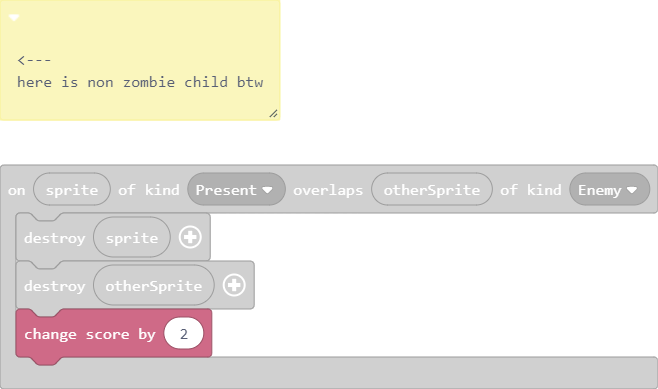 <---
here is non zombie child btw
on sprite of kind Present overlaps otherSprite of kind Enemy
destroy sprite
destroy otherSprite
change score by 2